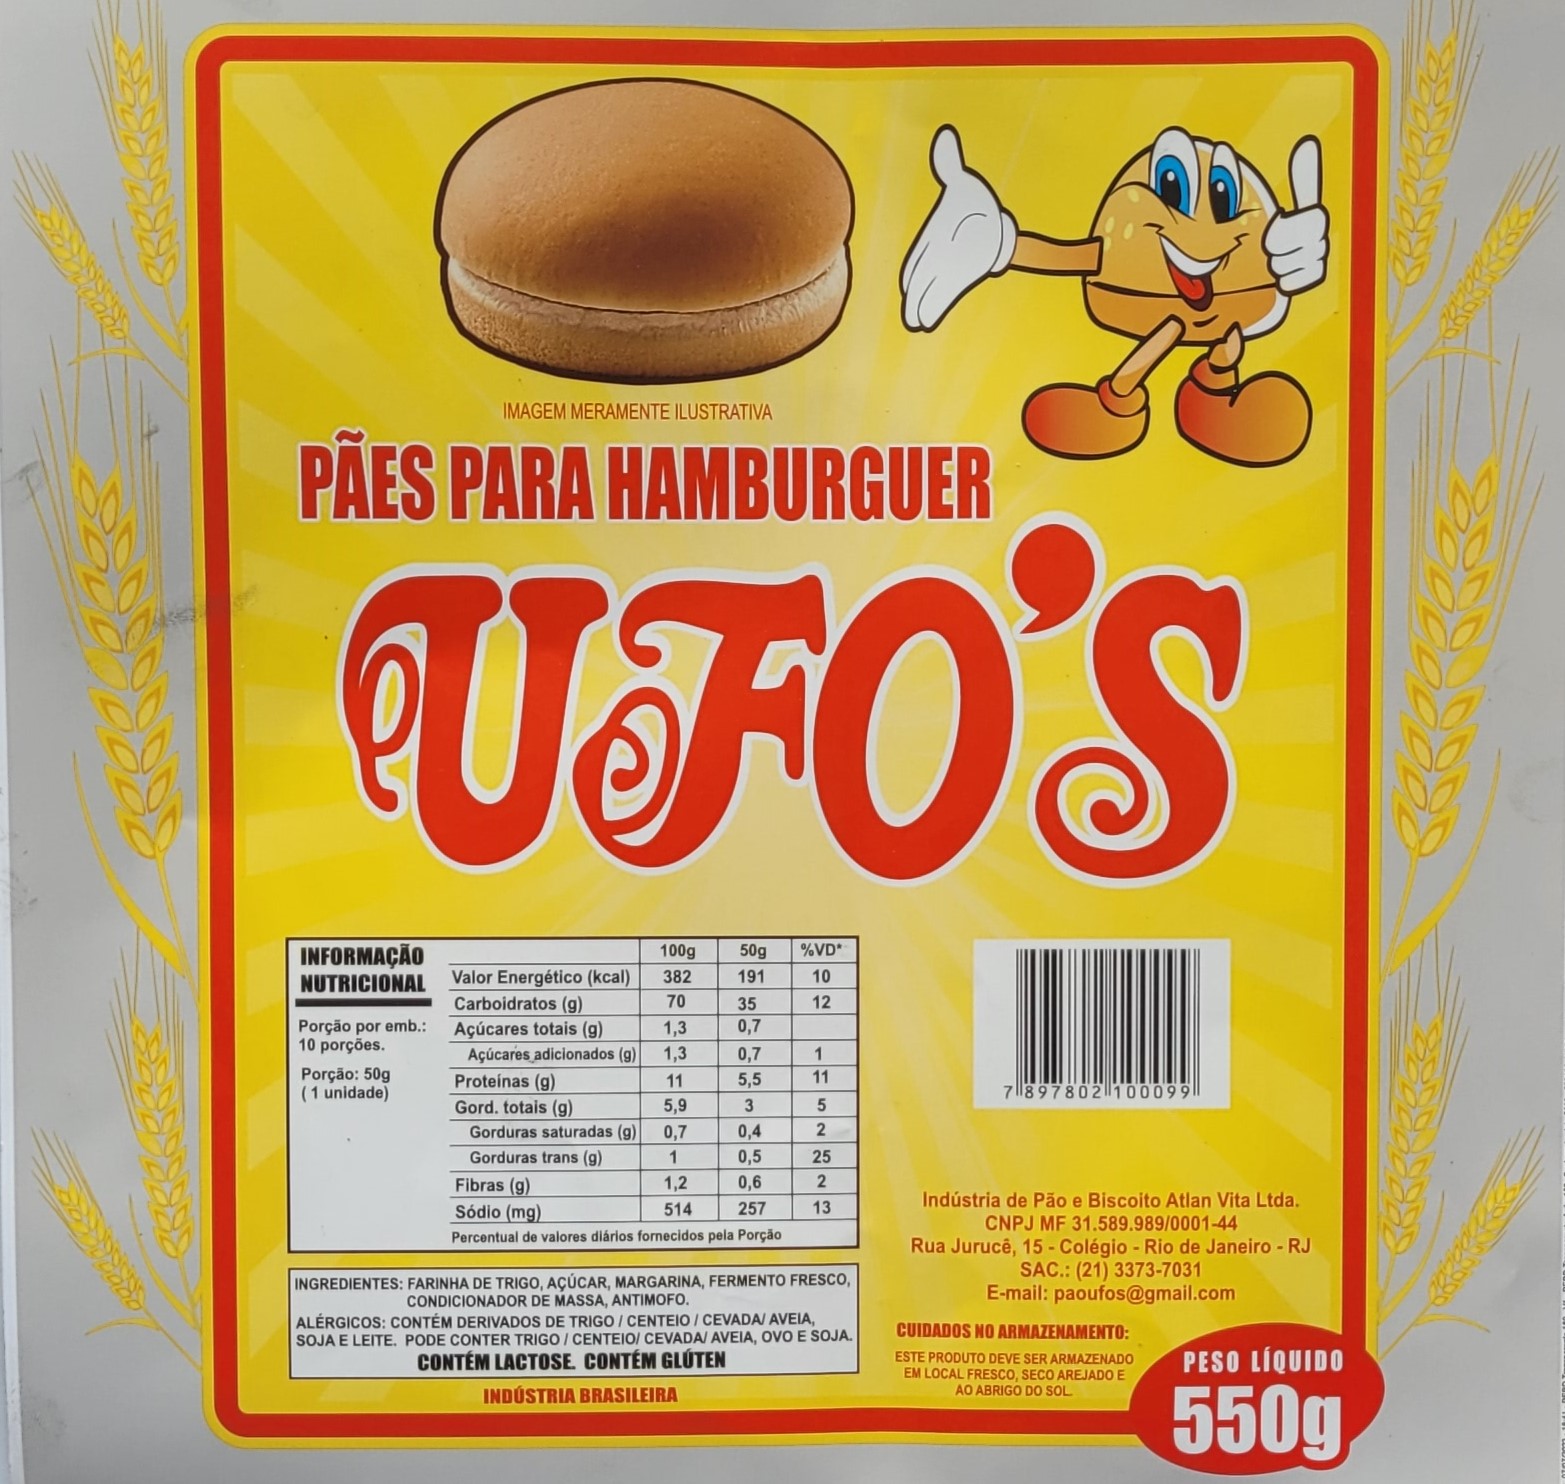 IMAGEM MERAMENTE ILUSTRATIVA
PÃES PARA HAMBURGUER
UFO'S
INFORMAÇÃO
NUTRICIONAL
Porção por emb.:
10 porções.
Porção: 50g
( 1 unidade)
100g 50g %VD*
Valor Energético (kcal) 382 191 10
Carboidratos (g) 70 35 12
Açúcares totais (g) 1,3 0,7
Açúcares adicionados (g) 1,3 0,7 1
Proteínas (g) 11 5,5 11
Gord. totais (g) 5,9 3 5
Gorduras saturadas (g) 0,7 0,4 2
Gorduras trans (g) 1 0,5 25
Fibras (g) 1,2 0,6 2
Sódio (mg) 514 257 13
Percentual de valores diários fornecidos pela Porção
INGREDIENTES: FARINHA DE TRIGO, AÇÚCAR, MARGARINA, FERMENTO FRESCO,
CONDICIONADOR DE MASSA, ANTIMOFO.
ALÉRGICOS: CONTÉM DERIVADOS DE TRIGO / CENTEIO / CEVADA/ AVEIA,
SOJA E LEITE. PODE CONTER TRIGO / CENTEIO/ CEVADA/ AVEIA, OVO E SOJA.
CONTÉM LACTOSE. CONTÉM GLÚTEN
INDÚSTRIA BRASILEIRA
7 897802 100099
Indústria de Pão e Biscoito Atlan Vita Ltda.
CNPJ MF 31.589.989/0001-44
Rua Jurucê, 15 - Colégio - Rio de Janeiro - RJ
SAC.: (21) 3373-7031
E-mail: paoufos@gmail.com
CUIDADOS NO ARMAZENAMENTO:
ESTE PRODUTO DEVE SER ARMAZENADO
EM LOCAL FRESCO, SECO AREJADO E
AO ABRIGO DO SOL.
PESO LÍQUIDO
550g